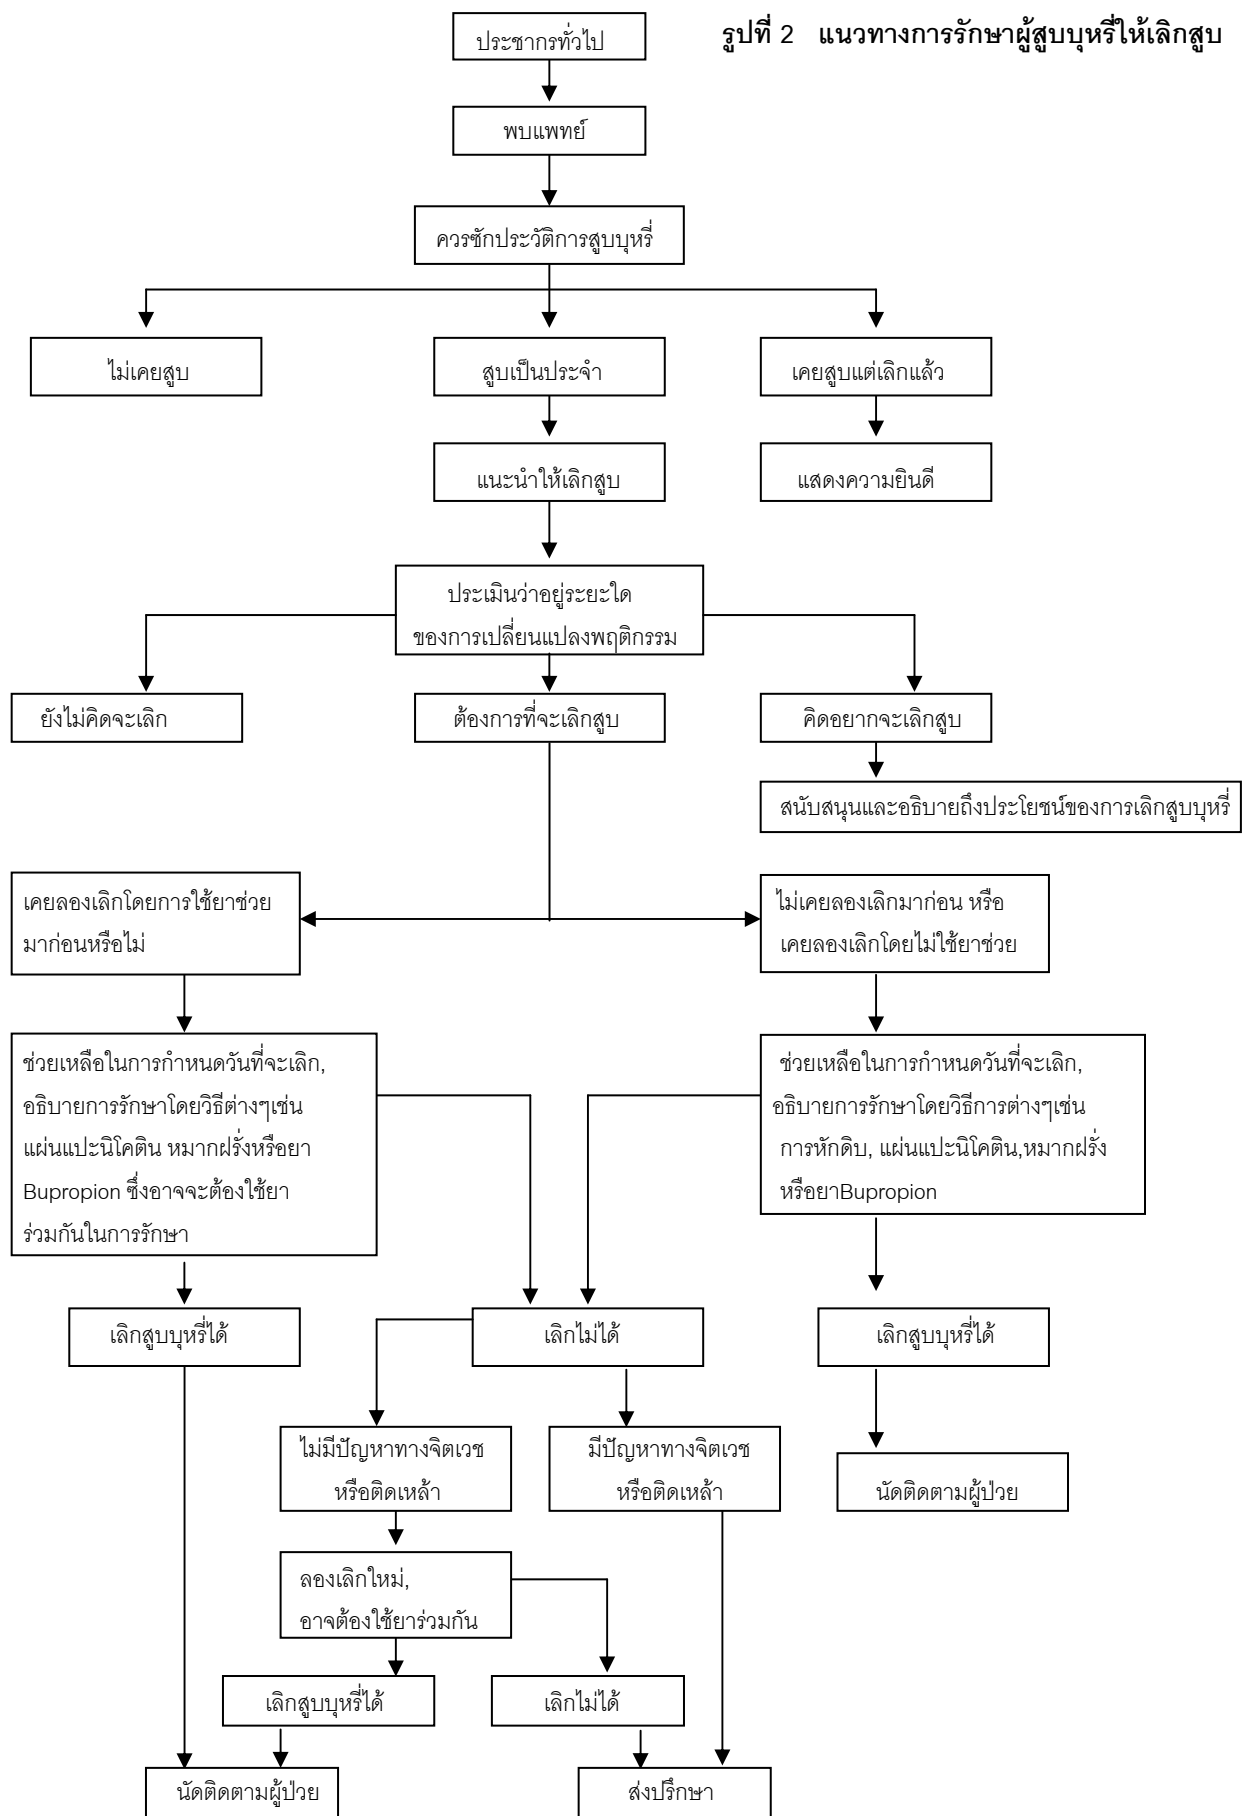 รูปที่ 2 แนวทางการรักษาผู้สูบบุหรี่ให้เลิกสูบ
ประชากรทั่วไป
พบแพทย์
ควรซักประวัติการสูบบุหรี่
ไม่เคยสูบ
สูบเป็นประจำ
เคยสูบแต่เลิกแล้ว
แนะนำให้เลิกสูบ
แสดงความยินดี
ประเมินว่าอยู่ระยะใด
ของการเปลี่ยนแปลงพฤติกรรม
ยังไม่คิดจะเลิก
ต้องการที่จะเลิกสูบ
คิดอยากจะเลิกสูบ
สนับสนุนและอธิบายถึงประโยชน์ของการเลิกสูบบุหรี่
เคยลองเลิกโดยการใช้ยาช่วย
มาก่อนหรือไม่
ไม่เคยลองเลิกมาก่อน หรือ
เคยลองเลิกโดยไม่ใช้ยาช่วย
ช่วยเหลือในการกำหนดวันที่จะเลิก,
อธิบายการรักษาโดยวิธีต่างๆเช่น
แผ่นแปะนิโคติน หมากฝรั่งหรือยา
Bupropion ซึ่งอาจจะต้องใช้ยา
ร่วมกันในการรักษา
ช่วยเหลือในการกำหนดวันที่จะเลิก,
อธิบายการรักษาโดยวิธีการต่างๆเช่น
การหักดิบ, แผ่นแปะนิโคติน,หมากฝรั่ง
หรือยาBupropion
เลิกสูบบุหรี่ได้
เลิกไม่ได้
เลิกสูบบุหรี่ได้
ไม่มีปัญหาทางจิตเวช
หรือติดเหล้า
มีปัญหาทางจิตเวช
หรือติดเหล้า
นัดติดตามผู้ป่วย
ลองเลิกใหม่,
อาจต้องใช้ยาร่วมกัน
เลิกสูบบุหรี่ได้
เลิกไม่ได้
นัดติดตามผู้ป่วย
ส่งปรึกษา